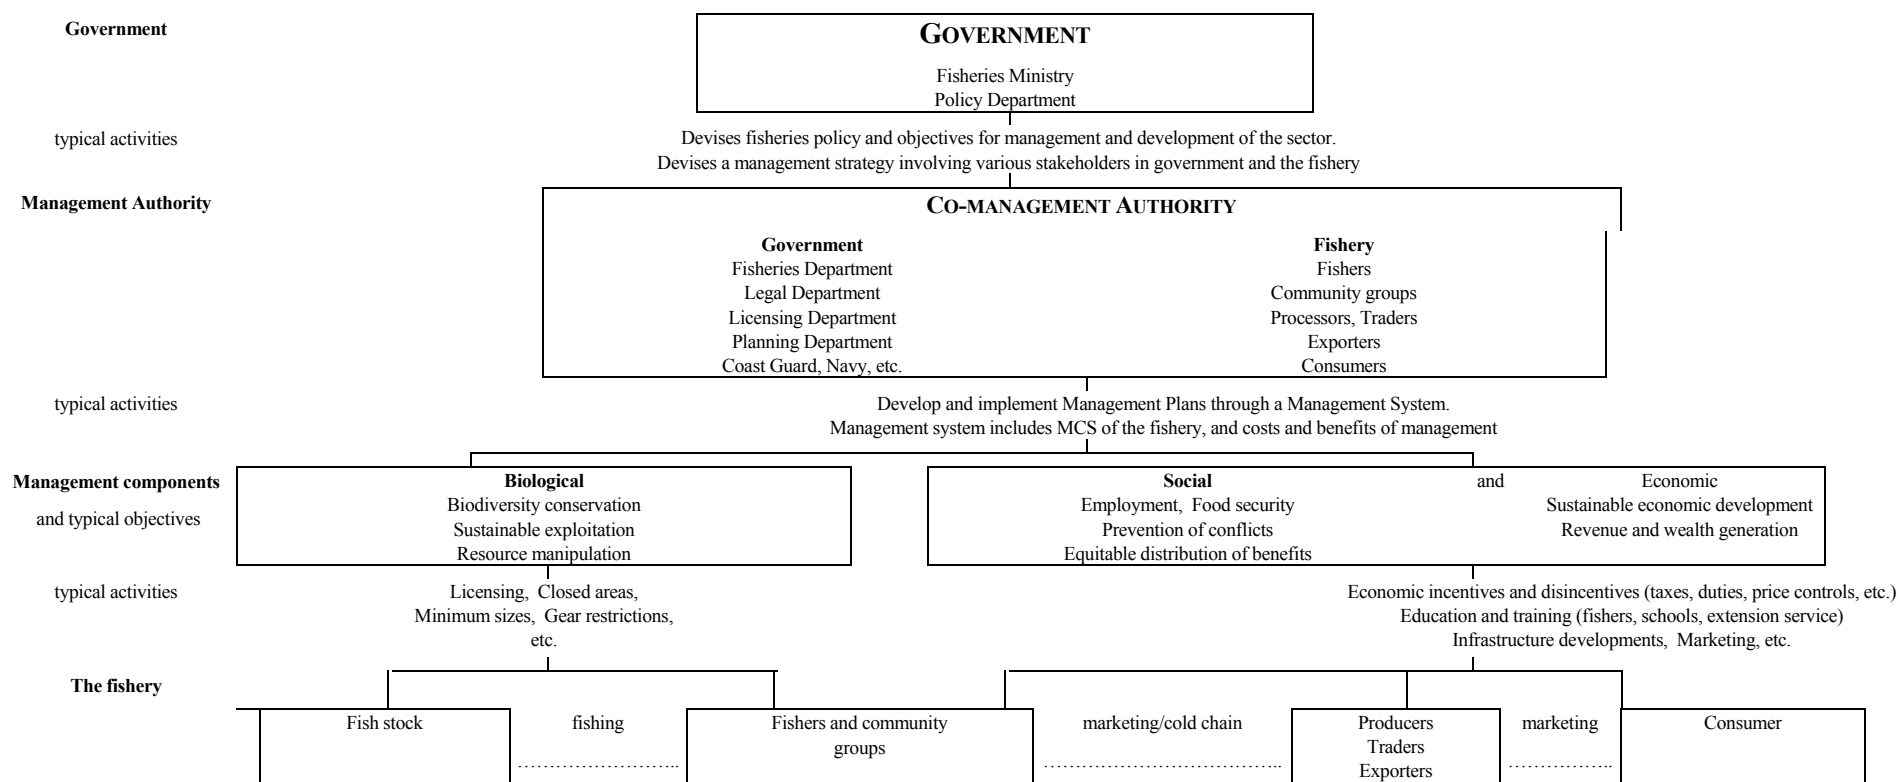 Government
GOVERNMENT
Fisheries Ministry
Policy Department
typical activities
Devises fisheries policy and objectives for management and development of the sector.
Devises a management strategy involving various stakeholders in government and the fishery
Management Authority
CO-MANAGEMENT AUTHORITY
Government
Fisheries Department
Legal Department
Licensing Department
Planning Department
Coast Guard, Navy, etc.
Fishery
Fishers
Community groups
Processors, Traders
Exporters
Consumers
typical activities
Develop and implement Management Plans through a Management System.
Management system includes MCS of the fishery, and costs and benefits of management
Management components
and typical objectives
Biological
Biodiversity conservation
Sustainable exploitation
Resource manipulation
Social
Employment, Food security
Prevention of conflicts
Equitable distribution of benefits
and
Economic
Sustainable economic development
Revenue and wealth generation
typical activities
Licensing, Closed areas,
Minimum sizes, Gear restrictions,
etc.
Economic incentives and disincentives (taxes, duties, price controls, etc.)
Education and training (fishers, schools, extension service)
Infrastructure developments, Marketing, etc.
The fishery
Fish stock
fishing
……………………..
Fishers and community
groups
marketing/cold chain
………………………………..
Producers
Traders
Exporters
marketing
……………..
Consumer